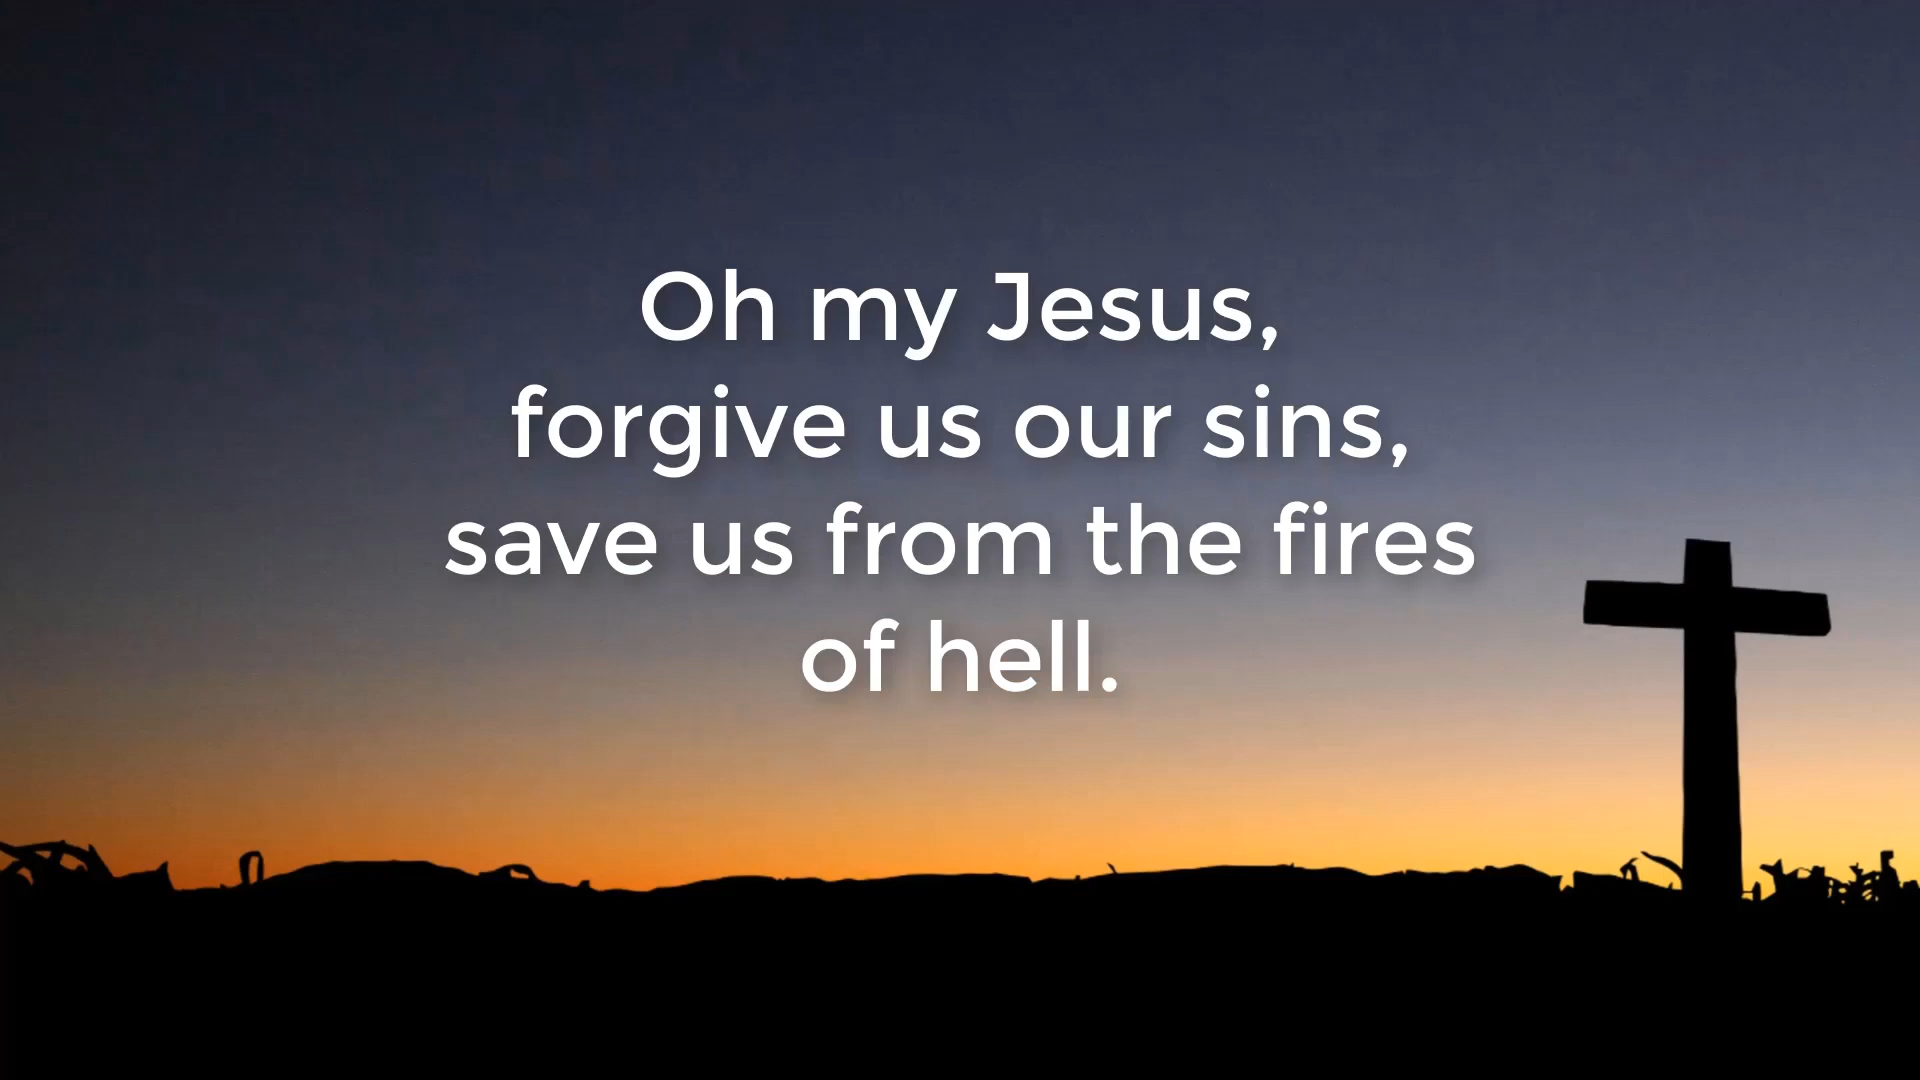 Oh my Jesus,
forgive us our sins,
save us from the fires
of hell.